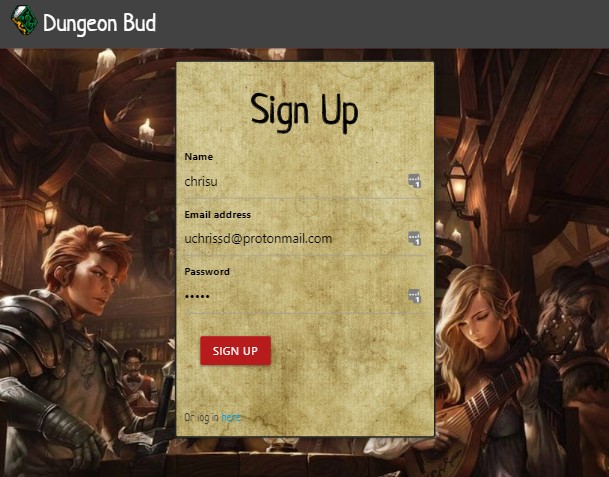 Dungeon Bud
Sign Up
Name
chrisu
Email address
uchrissd@protonmail.com
Password
•••••
SIGN UP
Or log in here